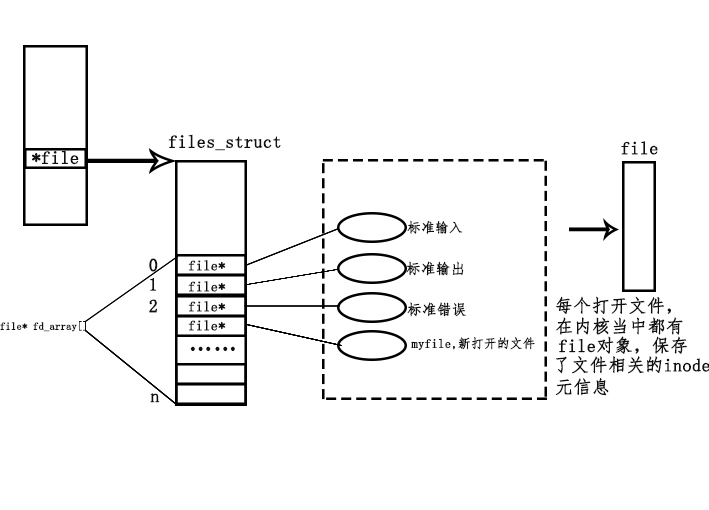 files_struct
file
*file
0
file*
标准输入
1
file*
标准输出
2
file*
标准错误
file* fd_array[]
file*
myfile,新打开的文件
……
n
每个打开文件，
在内核当中都有
file对象，保存
了文件相关的inode
元信息